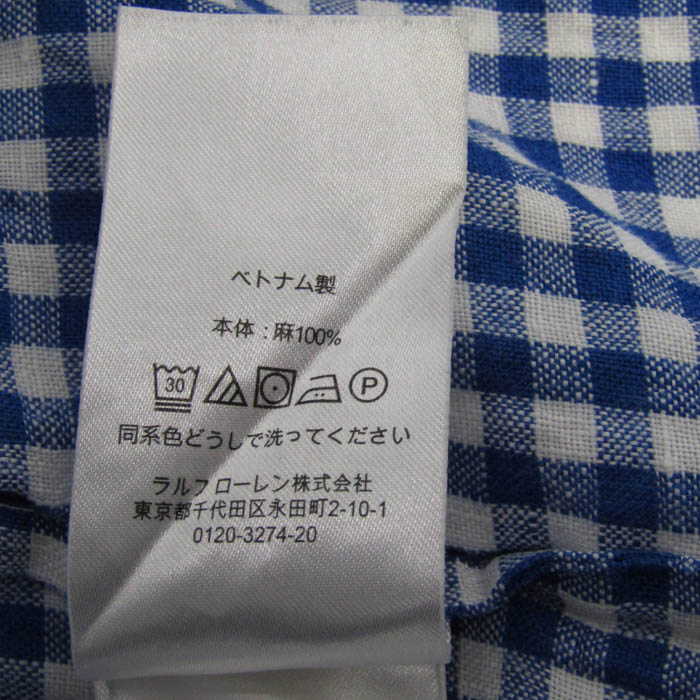 ベトナム製
本体：麻100%
30 P
同系色どうしで洗ってください
ラルフローレン株式会社
東京都千代田区永田町2-10-1
0120-3274-20